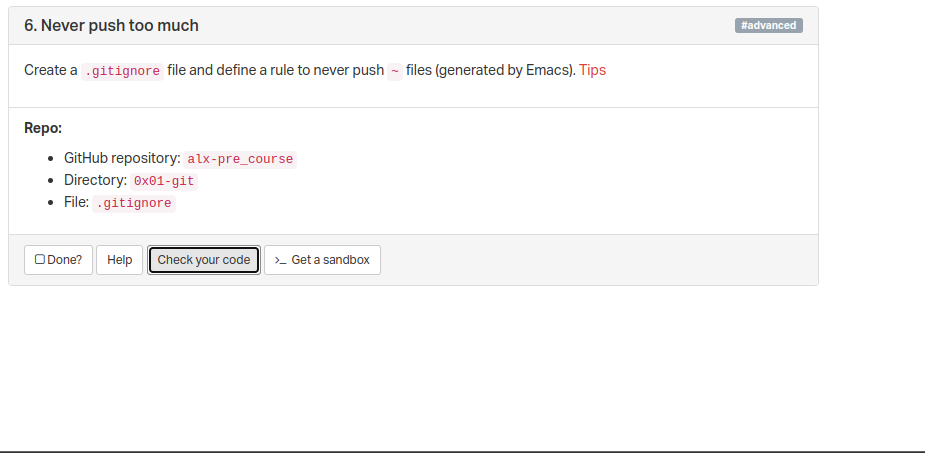 6. Never push too much
#advanced
Create a .gitignore file and define a rule to never push ~ files (generated by Emacs). Tips
Repo:
• GitHub repository: alx-pre_course
• Directory: 0x01-git
• File: .gitignore
Done? Help Check your code >_ Get a sandbox